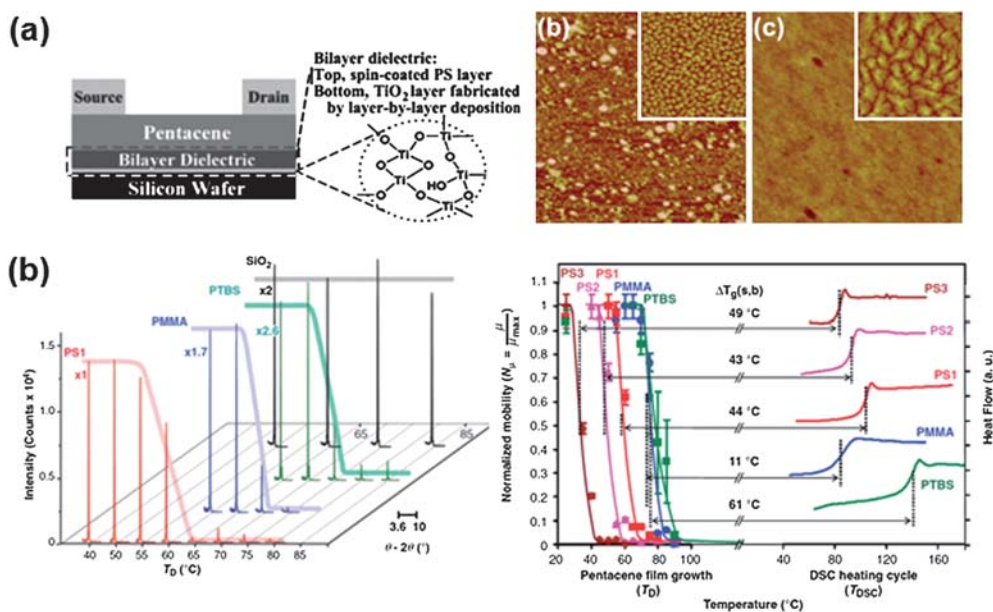 (a)
Source
Drain
Pentacene
Bilayer Dielectric
Silicon Wafer
Bilayer dielectric:
Top, spin-coated PS layer
Bottom, TiO2 layer fabricated
by layer-by-layer deposition
O
Ti
O
Ti
O
O
Ti
HO
Ti
O
Ti
O
(b)
(c)
(b)
Intensity (Counts x 10⁴)
1.5
1.0
0.5
0
PS1
x1
PMMA
x1.7
PTBS
x2.6
SiO2
x2
65
85
40
45
55
60
65
75
85
TD (°C)
3.6 10
θ - 2θ (°)
Normalized mobility (Nμ = μ/μmax)
1.1
1
0.9
0.8
0.7
0.6
0.5
0.4
0.3
0.2
0.1
0
PS3
PS2
PS1
PMMA
PTBS
ΔTg(s,b)
49 °C
43 °C
44 °C
11 °C
61 °C
PS3
PS2
PS1
PMMA
PTBS
Heat Flow (a. u.)
20
40
60
80
100
40
80
120
160
Pentacene film growth
(TD)
DSC heating cycle
(TDSC)
Temperature (°C)